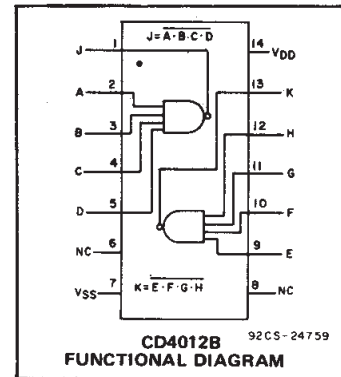 J=A·B·C·D
J 1
14 VDD
A 2
13 K
B 3
12 H
C 4
11 G
D 5
10 F
NC 6
9 E
VSS 7
8 NC
K=E·F·G·H
CD4012B
92CS-24759
FUNCTIONAL DIAGRAM